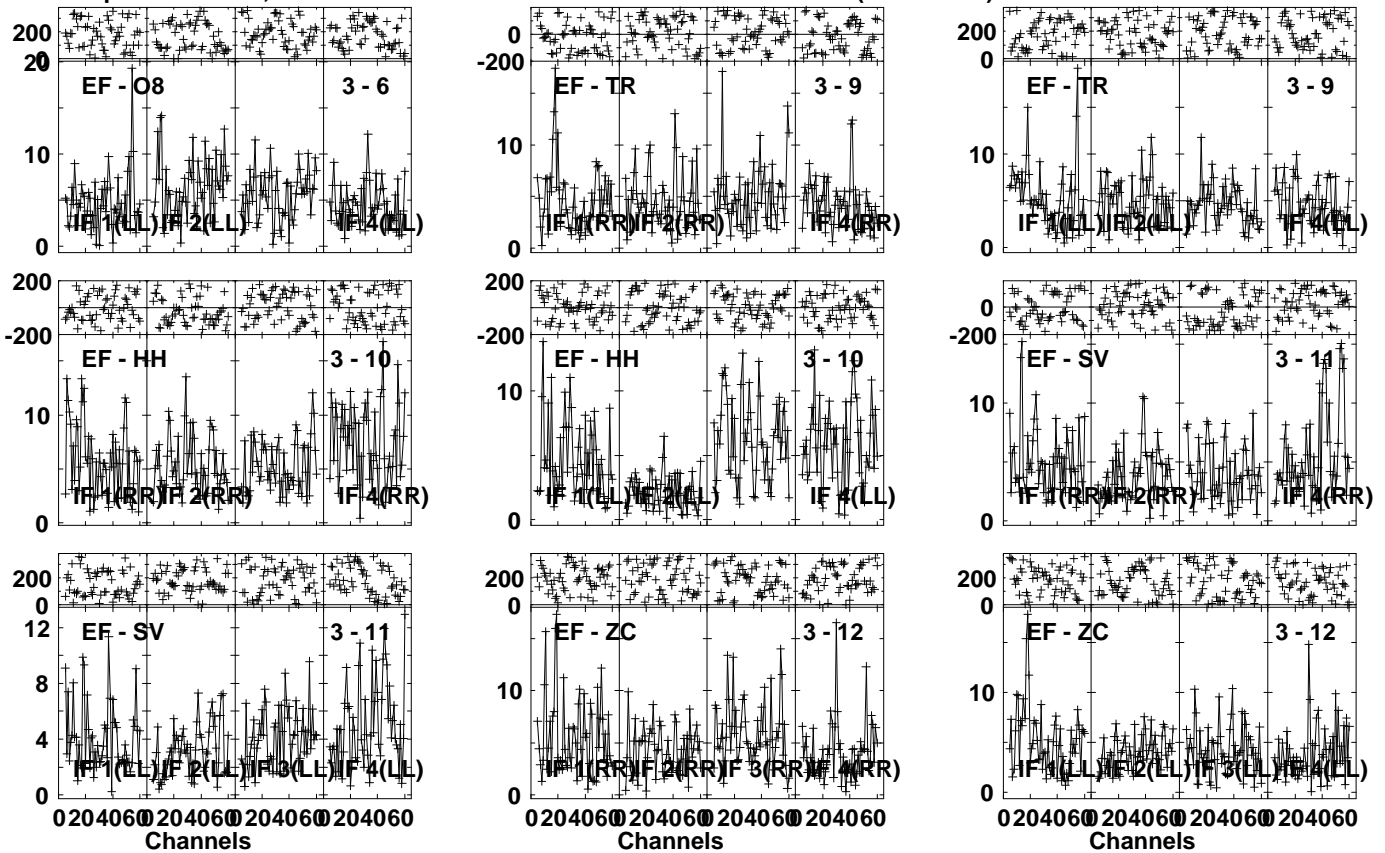 200
0
200
0
-200
200
0
20
10
0
EF - O8
3 - 6
IF 1(LL)
IF 2(LL)
IF 4(LL)
10
0
EF - TR
3 - 9
IF 1(RR)
IF 2(RR)
IF 4(RR)
10
0
EF - TR
3 - 9
IF 1(LL)
IF 2(LL)
IF 4(LL)
200
0
-200
200
0
-200
200
0
-200
10
0
EF - HH
3 - 10
IF 1(RR)
IF 2(RR)
IF 4(RR)
10
0
EF - HH
3 - 10
IF 1(LL)
IF 2(LL)
IF 4(LL)
10
0
EF - SV
3 - 11
IF 1(RR)
IF 2(RR)
IF 4(RR)
200
0
200
0
200
0
12
8
4
0
EF - SV
3 - 11
IF 1(LL)
IF 2(LL)
IF 3(LL)
IF 4(LL)
10
0
EF - ZC
3 - 12
IF 1(RR)
IF 2(RR)
IF 3(RR)
IF 4(RR)
10
0
EF - ZC
3 - 12
IF 1(LL)
IF 2(LL)
IF 3(LL)
IF 4(LL)
0 20 40 60 0 20 40 60 0 20 40 60 0 20 40 60
0 20 40 60 0 20 40 60 0 20 40 60 0 20 40 60
0 20 40 60 0 20 40 60 0 20 40 60 0 20 40 60
Channels
Channels
Channels